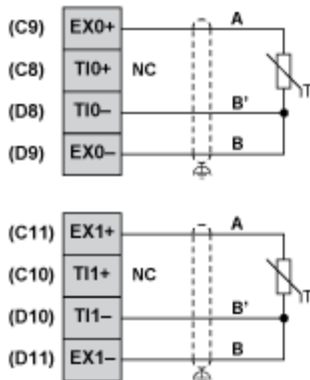 (C9) EX0+ A
(C8) TI0+ NC
T
(D8) TI0– B'
(D9) EX0– B
(C11) EX1+ A
(C10) TI1+ NC
T
(D10) TI1– B'
(D11) EX1– B